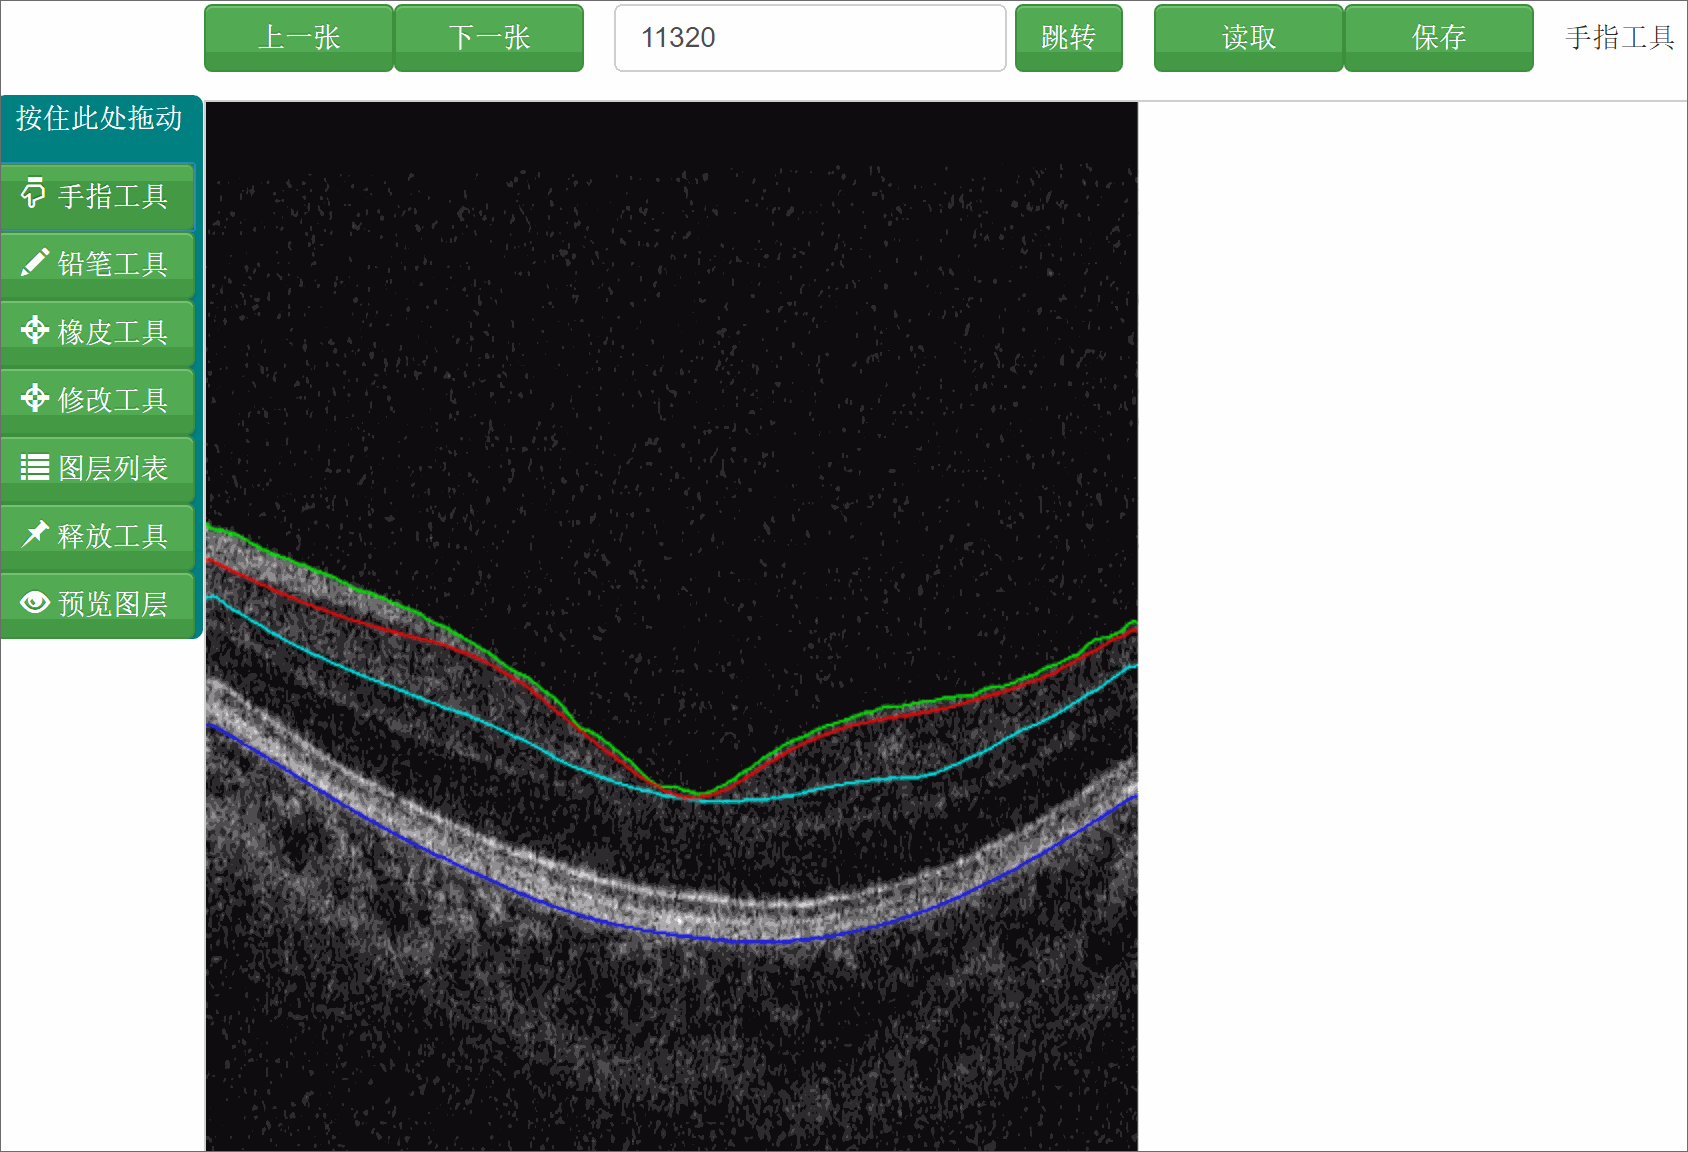 上一张
下一张
11320
跳转
读取
保存
手指工具
按住此处拖动
手指工具
铅笔工具
橡皮工具
修改工具
图层列表
释放工具
预览图层